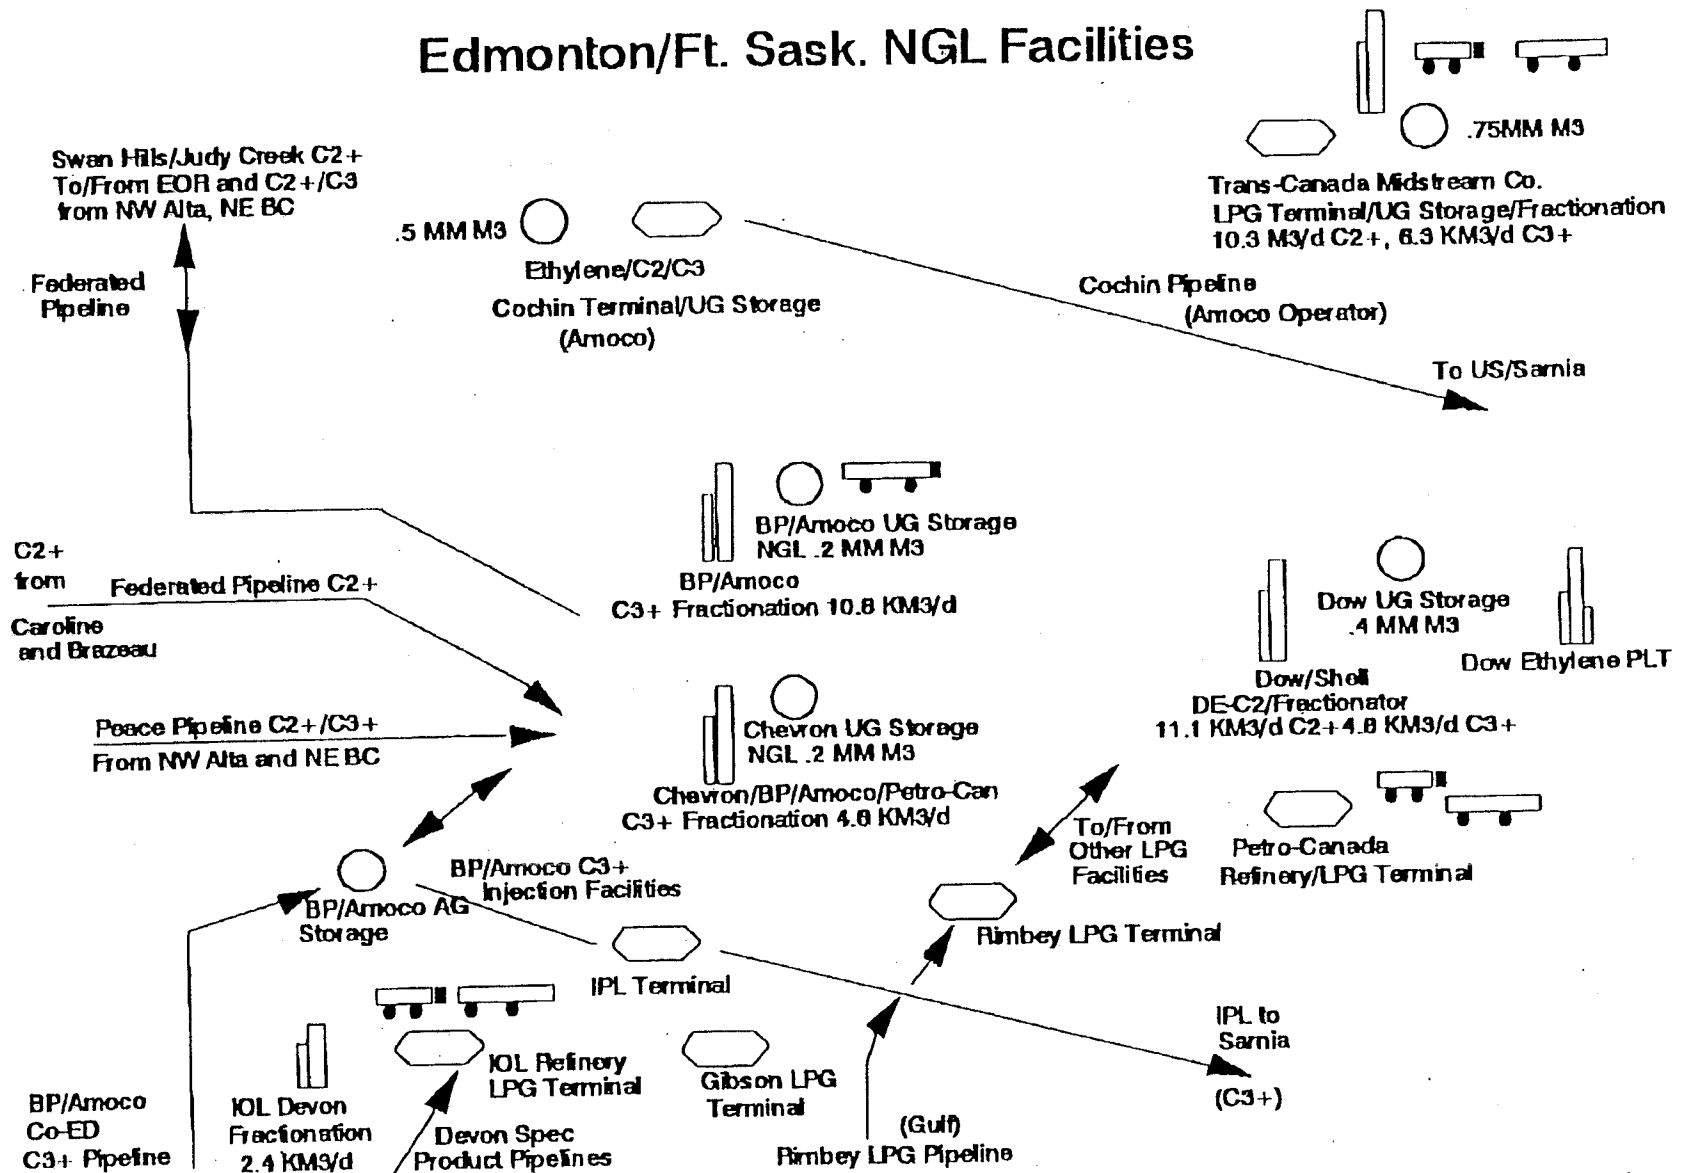 Edmonton/Ft. Sask. NGL Facilities
.75MM M3
Trans-Canada Midstream Co.
LPG Terminal/UG Storage/Fractionation
10.3 M3/d C2+, 6.3 KM3/d C3+
Swan Hills/Judy Creek C2+
To/From EOR and C2+/C3
from NW Alta, NE BC
.5 MM M3
Ethylene/C2/C3
Cochin Terminal/UG Storage
(Amoco)
Federated
Pipeline
Cochin Pipeline
(Amoco Operator)
To US/Sarnia
BP/Amoco UG Storage
NGL .2 MM M3
BP/Amoco
C3+ Fractionation 10.8 KM3/d
C2+
from
Federated Pipeline C2+
Caroline
and Brazeau
Dow UG Storage
.4 MM M3
Dow Ethylene PLT
Dow/Shell
DE-C2/Fractionator
11.1 KM3/d C2+4.8 KM3/d C3+
Peace Pipeline C2+/C3+
From NW Alta and NE BC
Chevron UG Storage
NGL .2 MM M3
Chevron/BP/Amoco/Petro-Can
C3+ Fractionation 4.8 KM3/d
To/From
Other LPG
Facilities
Petro-Canada
Refinery/LPG Terminal
BP/Amoco C3+
Injection Facilities
BP/Amoco AG
Storage
Rimbey LPG Terminal
IPL Terminal
IPL to
Sarnia
(C3+)
IOL Refinery
LPG Terminal
Gibson LPG
Terminal
BP/Amoco
Co-ED
C3+ Pipeline
IOL Devon
Fractionation
2.4 KM3/d
Devon Spec
Product Pipelines
(Gulf)
Rimbey LPG Pipeline